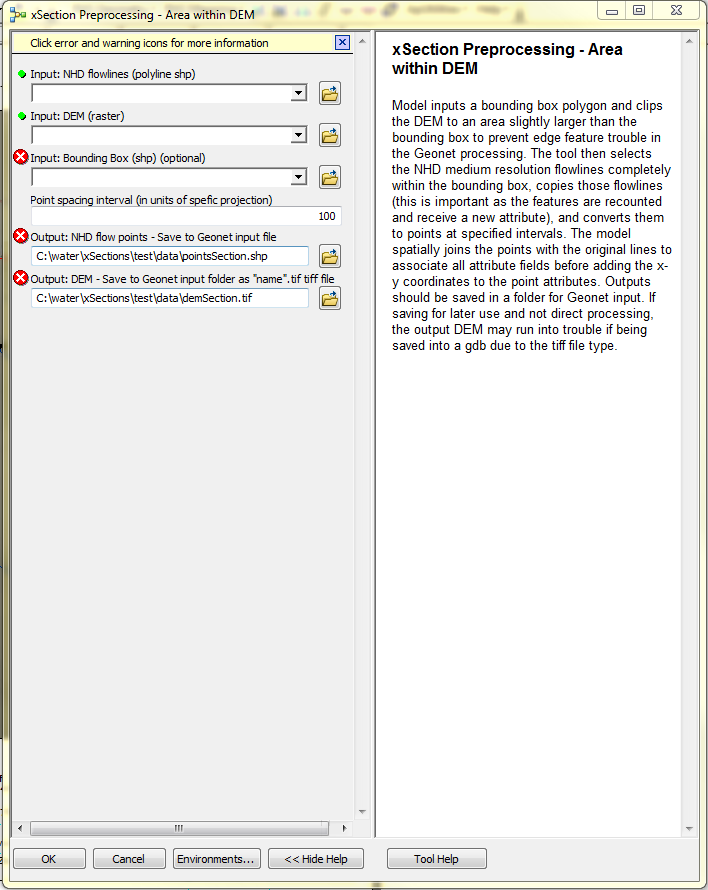 xSection Preprocessing - Area within DEM
Click error and warning icons for more information
Input: NHD flowlines (polyline shp)
Input: DEM (raster)
Input: Bounding Box (shp) (optional)
Point spacing interval (in units of spefic projection)
100
Output: NHD flow points - Save to Geonet input file
C:\water\xSections\test\data\pointsSection.shp
Output: DEM - Save to Geonet input folder as "name".tif tiff file
C:\water\xSections\test\data\demSection.tif
OK
Cancel
Environments...
<< Hide Help
Tool Help
xSection Preprocessing - Area
within DEM
Model inputs a bounding box polygon and clips
the DEM to an area slightly larger than the
bounding box to prevent edge feature trouble in
the Geonet processing. The tool then selects
the NHD medium resolution flowlines completely
within the bounding box, copies those flowlines
(this is important as the features are recounted
and receive a new attribute), and converts them
to points at specified intervals. The model
spatially joins the points with the original lines to
associate all attribute fields before adding the x-
y coordinates to the point attributes. Outputs
should be saved in a folder for Geonet input. If
saving for later use and not direct processing,
the output DEM may run into trouble if being
saved into a gdb due to the tiff file type.